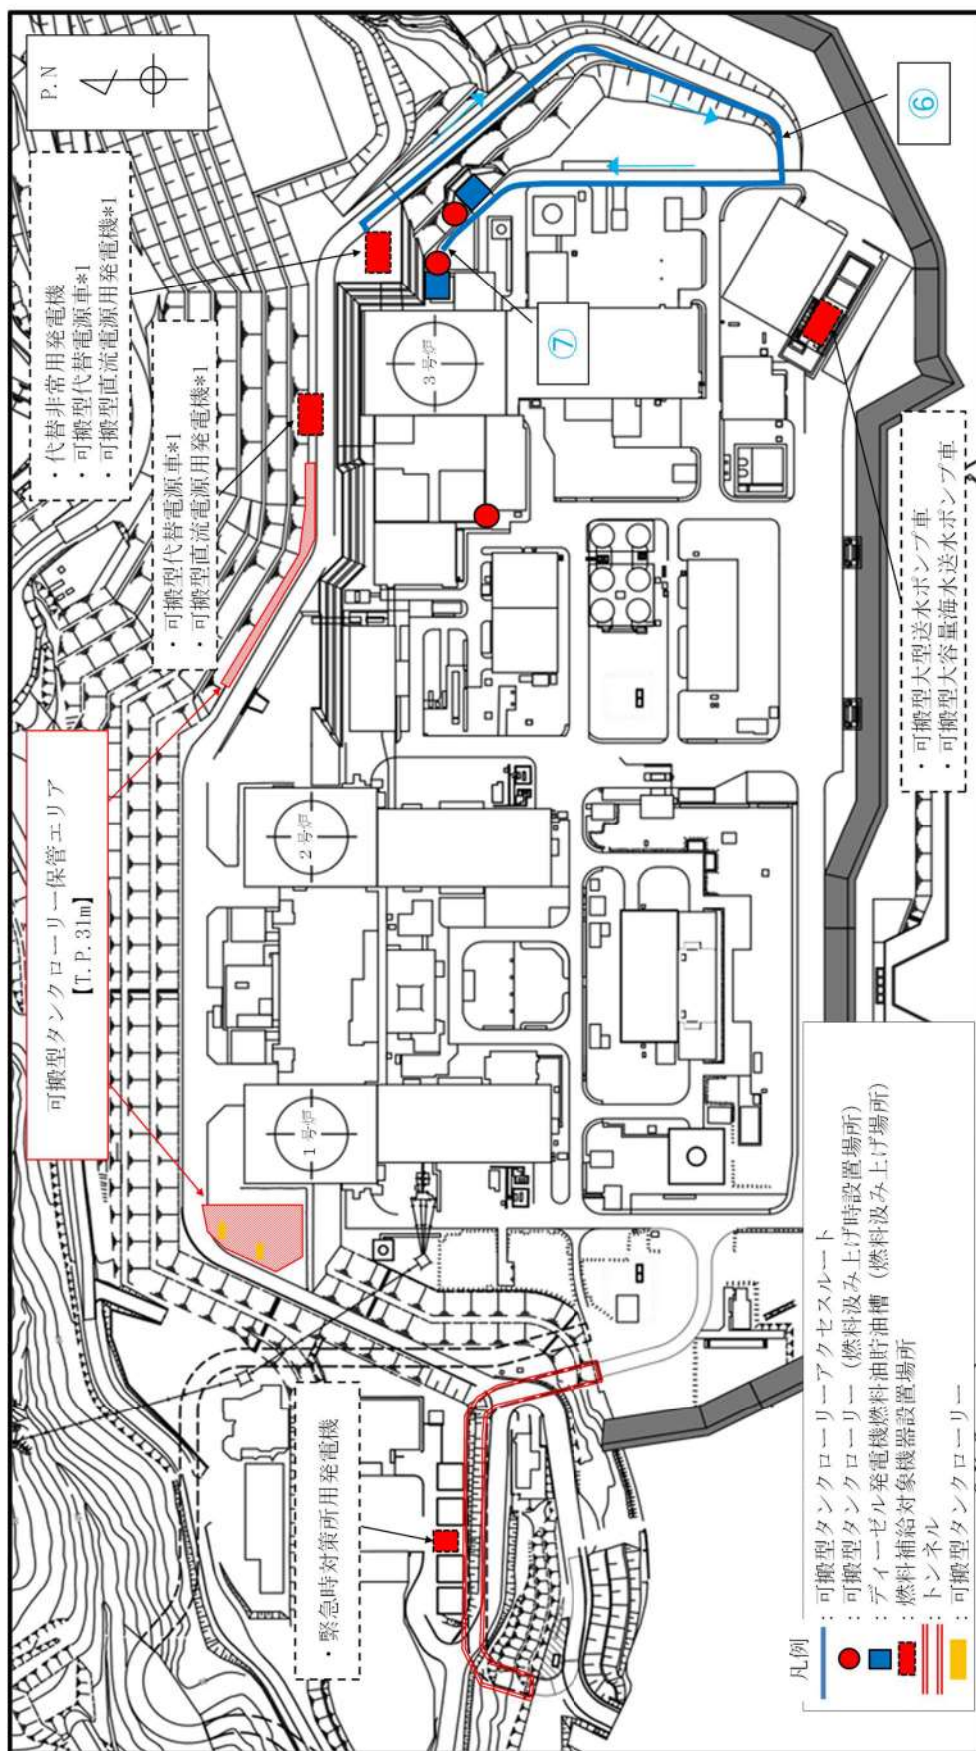 P.N
・代替非常用発電機
・可搬型代替電源車*1
・可搬型直流電源用発電機*1
・可搬型代替電源車*1
・可搬型直流電源用発電機*1
可搬型タンクローリー保管エリア
【T.P.31m】
・緊急時対策所用発電機
1号炉
2号炉
3号炉
⑥
⑦
・可搬型大型送水ポンプ車
・可搬型大容量海水送水ポンプ車
凡例
：可搬型タンクローリーアクセスルート
：可搬型タンクローリー（燃料汲み上げ時設置場所）
：ディーゼル発電機燃料油貯油槽（燃料汲み上げ場所）
：燃料補給対象機器設置場所
：トンネル
：可搬型タンクローリー